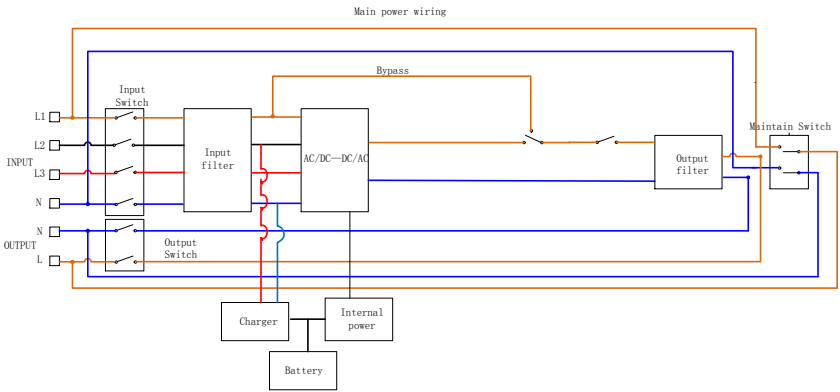 Main power wiring
Bypass
Input
Switch
L1
L2
INPUT
L3
N
N
OUTPUT
L
Input
filter
AC/DC—DC/AC
Output
filter
Maintain Switch
Output
Switch
Charger
Internal
power
Battery